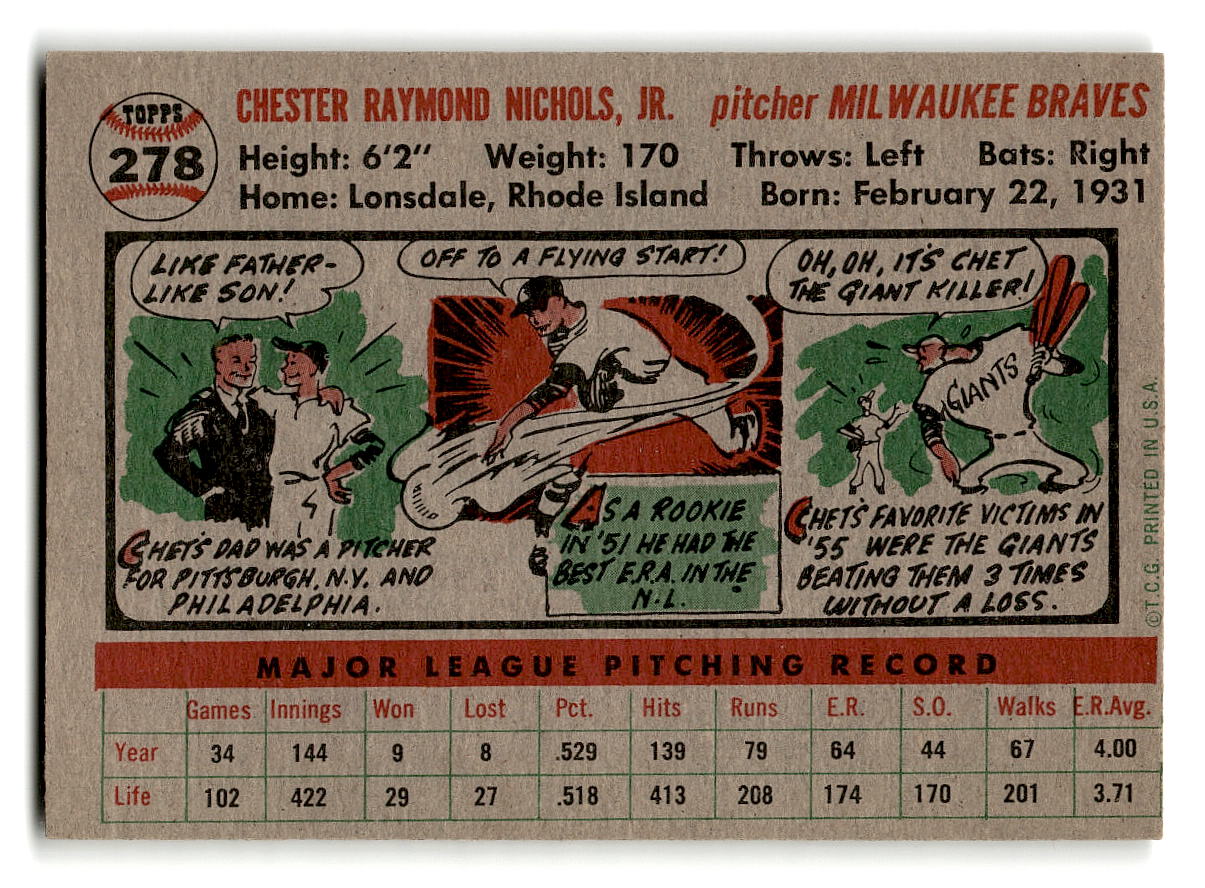 TOPPS
278
CHESTER RAYMOND NICHOLS, JR. pitcher MILWAUKEE BRAVES
Height: 6'2" Weight: 170 Throws: Left Bats: Right
Home: Lonsdale, Rhode Island Born: February 22, 1931
LIKE FATHER-
LIKE SON!
CHET'S DAD WAS A PITCHER
FOR PITTSBURGH, N.Y. AND
PHILADELPHIA.
OFF TO A FLYING START!
AS A ROOKIE
IN '51 HE HAD THE
BEST E.R.A. IN THE
N.L.
OH, OH, IT'S CHET
THE GIANT KILLER!
GIANTS
CHET'S FAVORITE VICTIMS IN
'55 WERE THE GIANTS
BEATING THEM 3 TIMES
WITHOUT A LOSS.
©T.C.G. PRINTED IN U.S.A.
MAJOR LEAGUE PITCHING RECORD
Games Innings Won Lost Pct. Hits Runs E.R. S.O. Walks E.R.Avg.
Year 34 144 9 8 .529 139 79 64 44 67 4.00
Life 102 422 29 27 .518 413 208 174 170 201 3.71